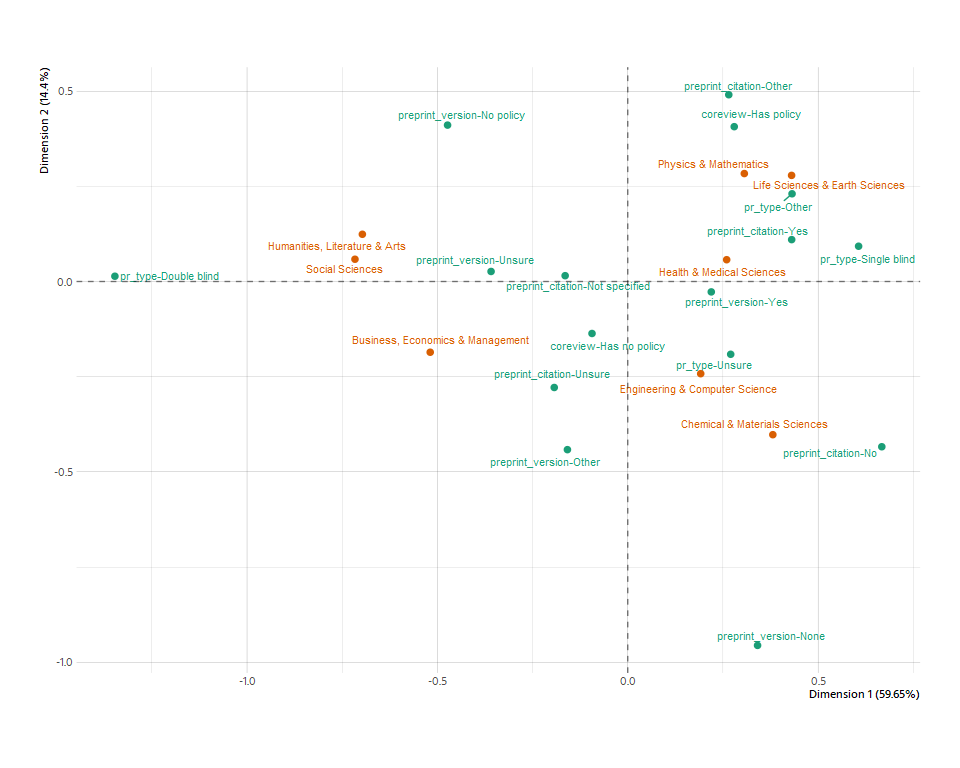 Dimension 2 (14.4%)
0.5
0.0
-0.5
-1.0
preprint_citation-Other
preprint_version-No policy
coreview-Has policy
Physics & Mathematics
Life Sciences & Earth Sciences
pr_type-Other
preprint_citation-Yes
Humanities, Literature & Arts
preprint_version-Unsure
pr_type-Single blind
Social Sciences
Health & Medical Sciences
pr_type-Double blind
preprint_citation-Not specified
preprint_version-Yes
Business, Economics & Management
coreview-Has no policy
pr_type-Unsure
preprint_citation-Unsure
Engineering & Computer Science
Chemical & Materials Sciences
preprint_citation-No
preprint_version-Other
preprint_version-None
-1.0
-0.5
0.0
0.5
Dimension 1 (59.65%)